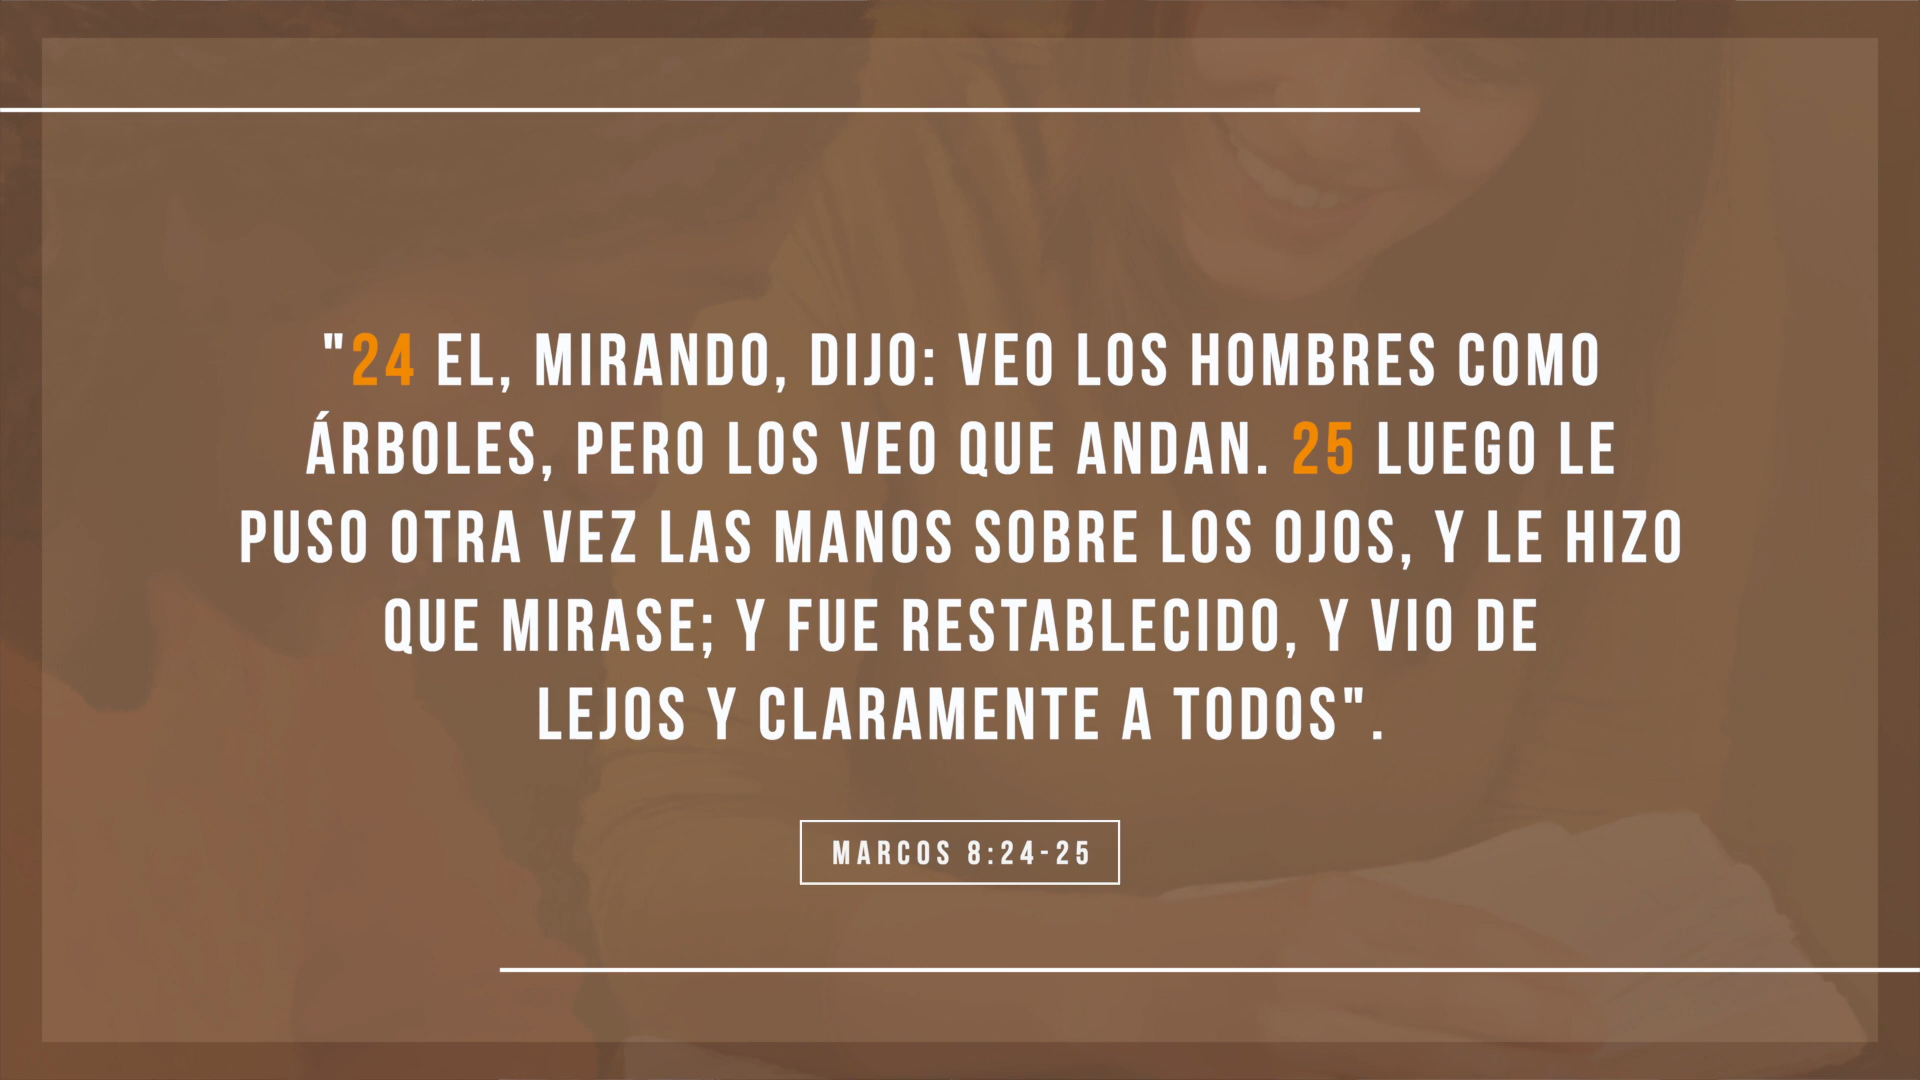 "24 EL, MIRANDO, DIJO: VEO LOS HOMBRES COMO
ÁRBOLES, PERO LOS VEO QUE ANDAN. 25 LUEGO LE
PUSO OTRA VEZ LAS MANOS SOBRE LOS OJOS, Y LE HIZO
QUE MIRASE; Y FUE RESTABLECIDO, Y VIO DE
LEJOS Y CLARAMENTE A TODOS".
MARCOS 8:24-25